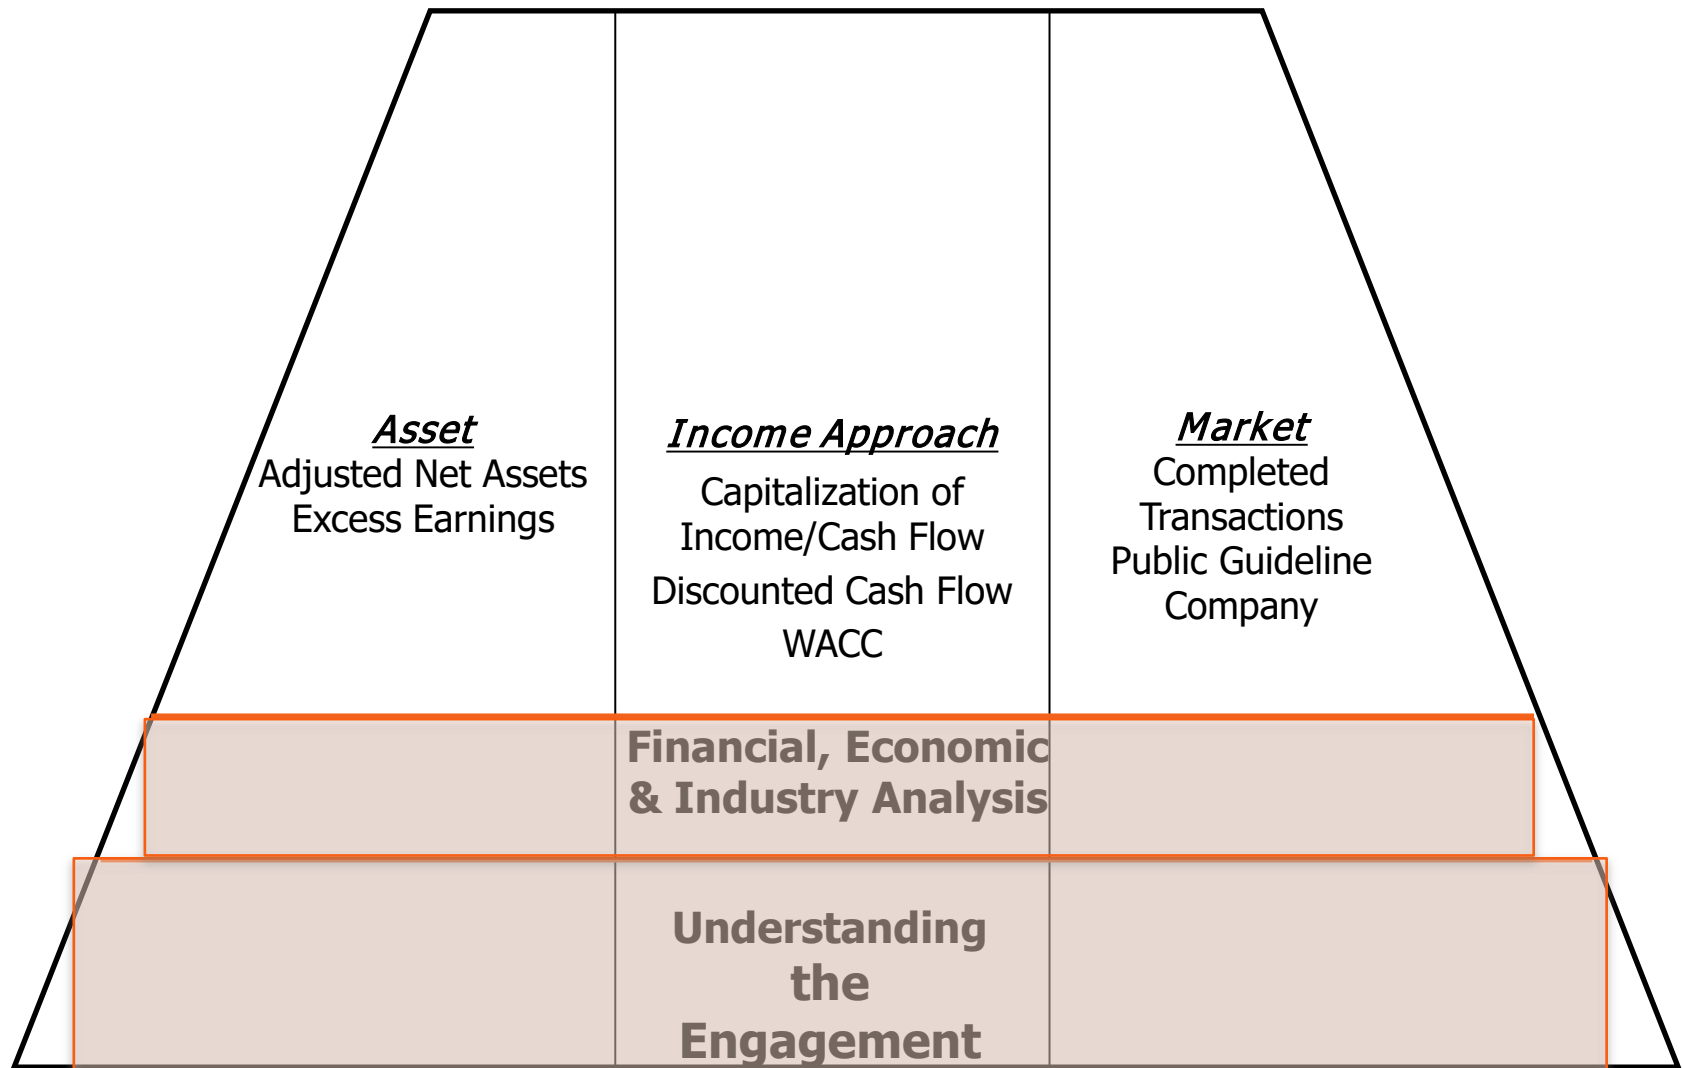 Asset
Adjusted Net Assets
Excess Earnings
Income Approach
Capitalization of
Income/Cash Flow
Discounted Cash Flow
WACC
Market
Completed
Transactions
Public Guideline
Company
Financial, Economic
& Industry Analysis
Understanding
the
Engagement